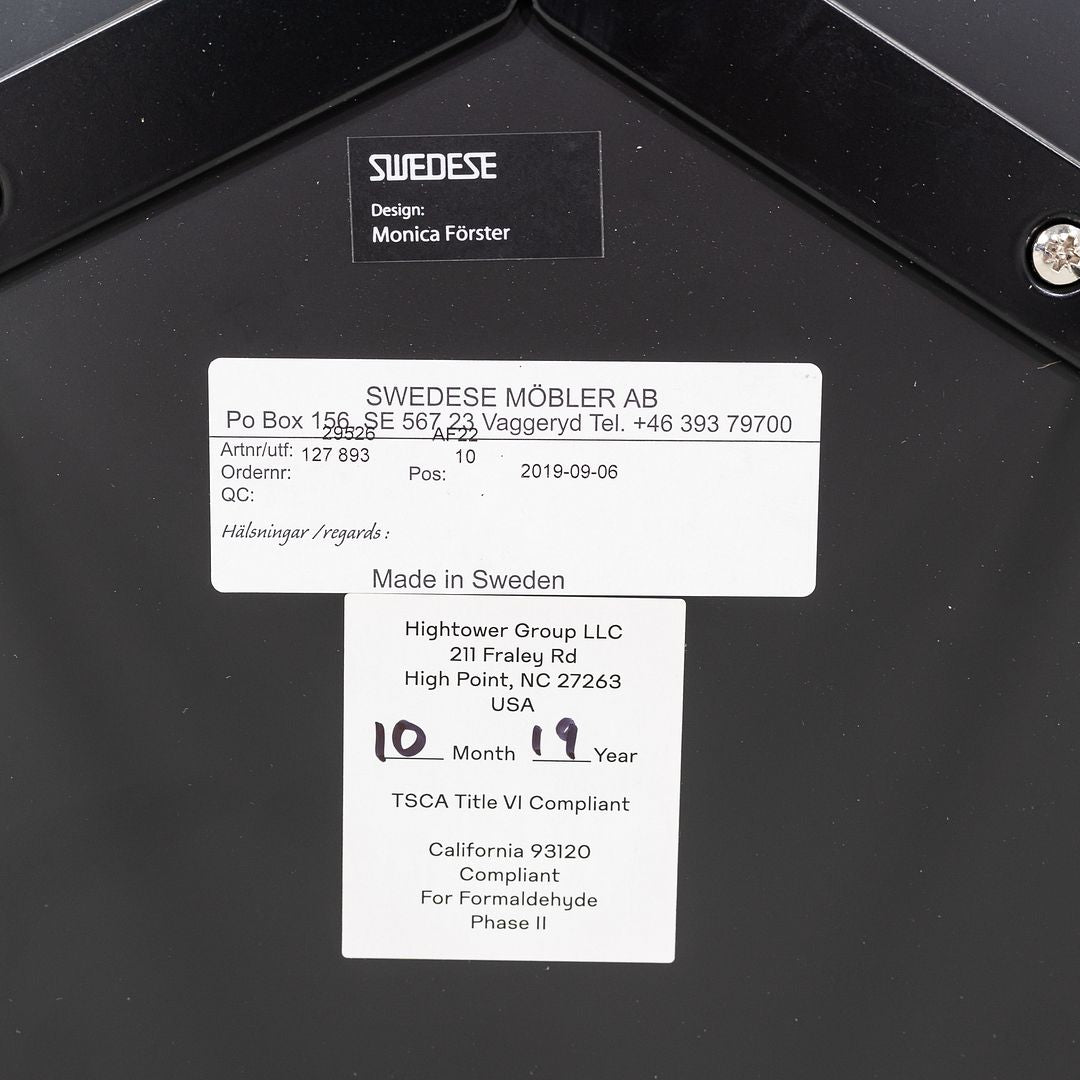 SWEDESE
Design:
Monica Förster
SWEDESE MÖBLER AB
Po Box 156, SE 567 23 Vaggeryd Tel. +46 393 79700
29526 AF22
Artnr/utf: 127 893 10
Ordernr: Pos: 2019-09-06
QC:
Hälsningar /regards :
Made in Sweden
Hightower Group LLC
211 Fraley Rd
High Point, NC 27263
USA
10 Month 19 Year
TSCA Title VI Compliant
California 93120
Compliant
For Formaldehyde
Phase II